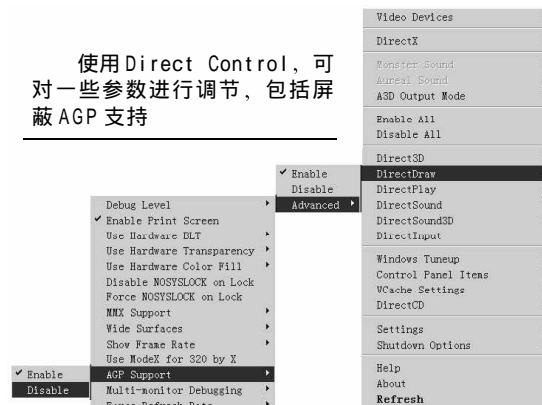 使用Direct Control，可
对一些参数进行调节，包括屏
蔽AGP支持
Video Devices
DirectX
Monster Sound
Aureal Sound
A3D Output Mode
Enable All
Disable All
Direct3D
DirectDraw
DirectPlay
DirectSound
DirectSound3D
DirectInput
Windows Tuneup
Control Panel Items
VCache Settings
DirectCD
Settings
Shutdown Options
Help
About
Refresh
Enable
Disable
Advanced
Debug Level
Enable Print Screen
Use Hardware BLT
Use Hardware Transparency
Use Hardware Color Fill
Disable NOSYSLOCK on Lock
Force NOSYSLOCK on Lock
MMX Support
Wide Surfaces
Show Frame Rate
Use ModeX for 320 by X
AGP Support
Multi-monitor Debugging
Force Refresh Rate
Enable
Disable